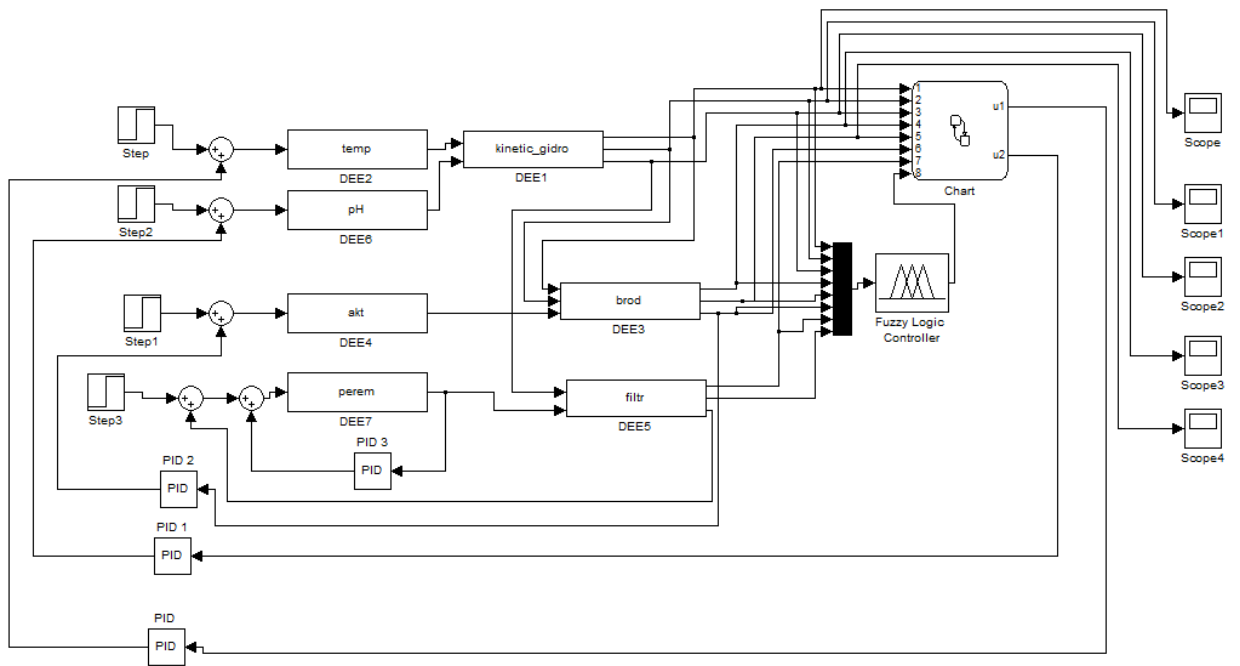 1
2
3
4
5
6
7
8
u1
u2
Chart
Scope
Step
temp
DEE2
kinetic_gidro
DEE1
Step2
pH
DEE6
Scope1
Scope2
Step1
akt
DEE4
brod
DEE3
Fuzzy Logic
Controller
Scope3
Step3
perem
DEE7
filtr
DEE5
Scope4
PID 3
PID
PID 2
PID
PID 1
PID
PID
PID